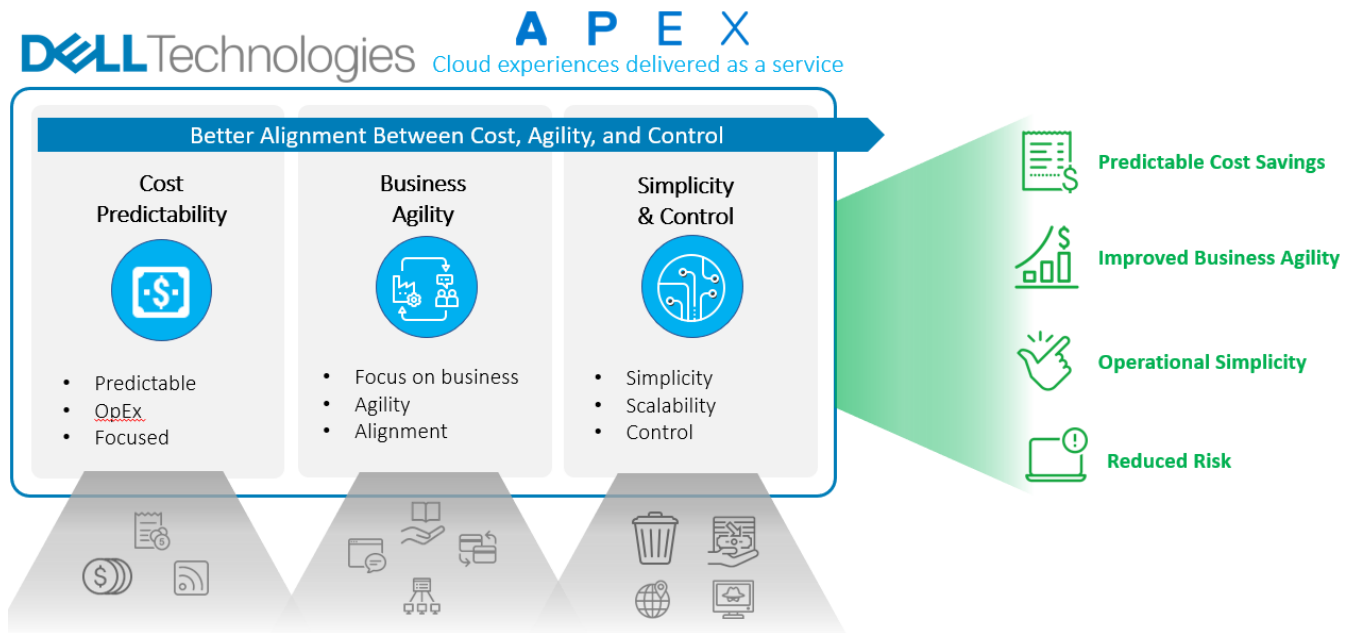 DELL Technologies
A P E X
Cloud experiences delivered as a service
Better Alignment Between Cost, Agility, and Control
Cost
Predictability
• Predictable
• OpEx
• Focused
Business
Agility
• Focus on business
• Agility
• Alignment
Simplicity
& Control
• Simplicity
• Scalability
• Control
Predictable Cost Savings
Improved Business Agility
Operational Simplicity
Reduced Risk